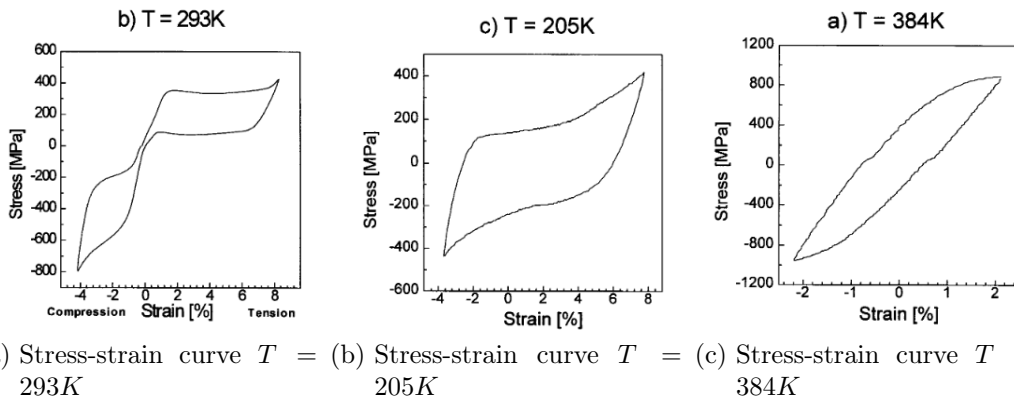 b) T = 293K
600
400
200
0
-200
-400
-600
-800
Stress [MPa]
-4 -2 0 2 4 6 8
Compression Strain [%] Tension
c) T = 205K
400
200
0
-200
-400
-600
Stress [MPa]
-4 -2 0 2 4 6 8
Strain [%]
a) T = 384K
1200
800
400
0
-400
-800
-1200
Stress [MPa]
-2 -1 0 1 2
Strain [%]
) Stress-strain curve T =
293K
(b) Stress-strain curve T =
205K
(c) Stress-strain curve T
384K